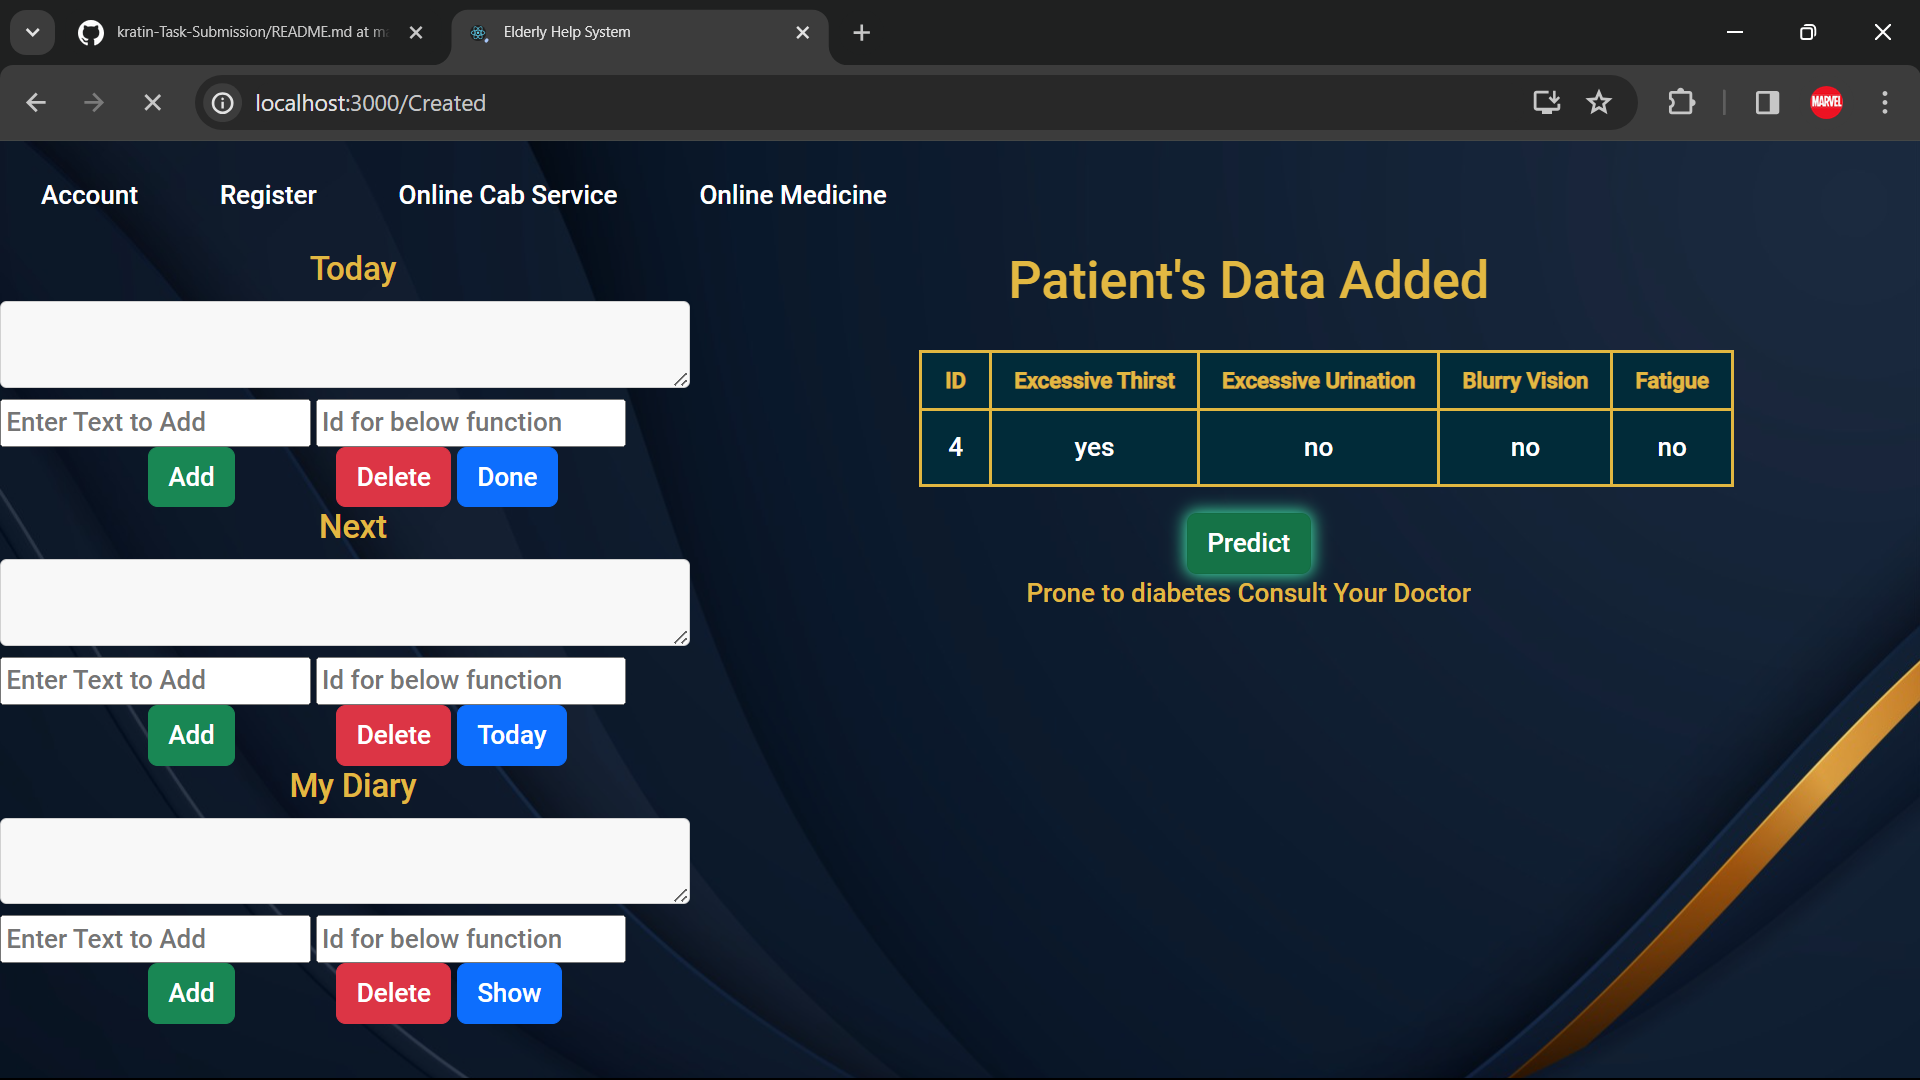 kratin-Task-Submission/README.md at ma
Elderly Help System
localhost:3000/Created
MARVEL
Account Register Online Cab Service Online Medicine
Today
Enter Text to Add Id for below function
Add Delete Done
Next
Enter Text to Add Id for below function
Add Delete Today
My Diary
Enter Text to Add Id for below function
Add Delete Show
Patient's Data Added
ID Excessive Thirst Excessive Urination Blurry Vision Fatigue
4 yes no no no
Predict
Prone to diabetes Consult Your Doctor